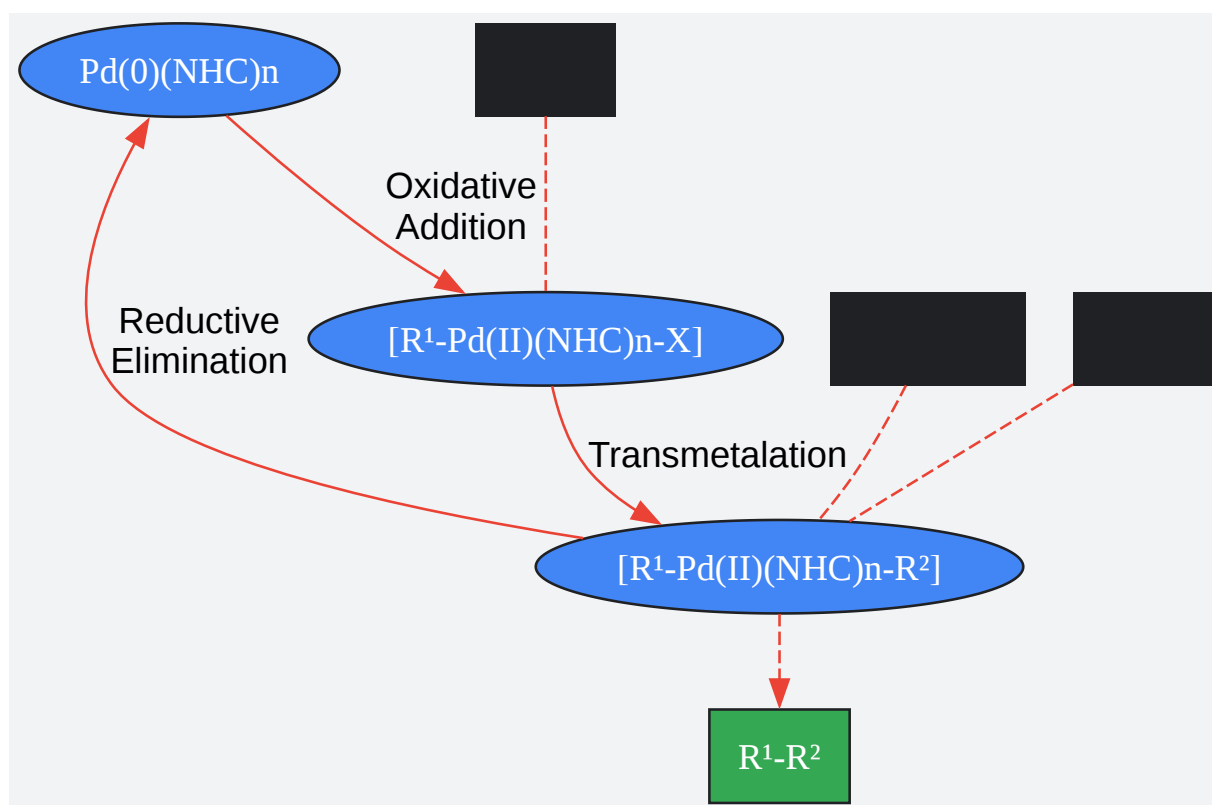 Pd(0)(NHC)n
Oxidative
Addition
Reductive
Elimination
[R¹-Pd(II)(NHC)n-X]
Transmetalation
[R¹-Pd(II)(NHC)n-R²]
R¹-R²